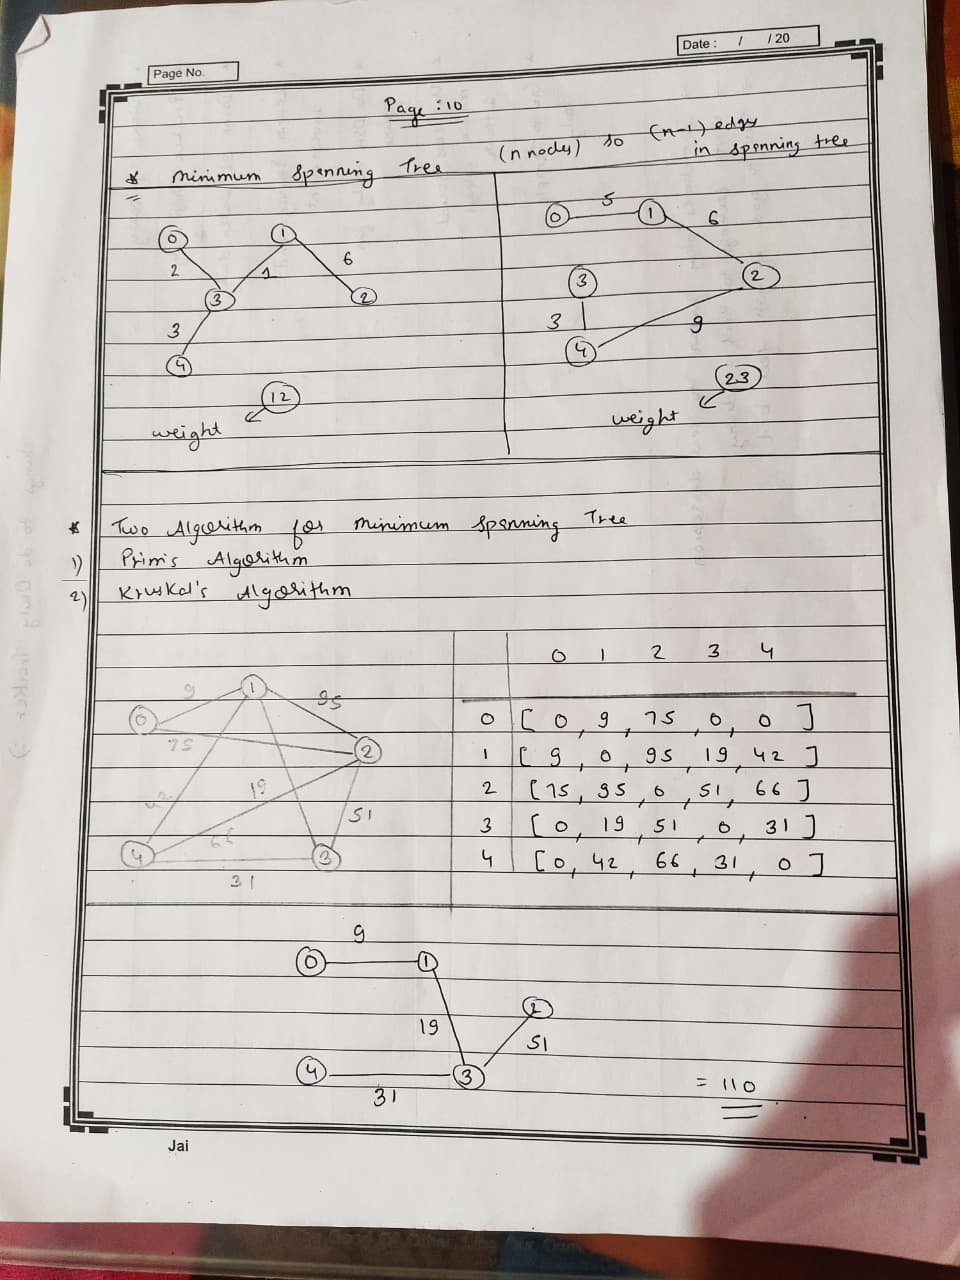 Page No.
Date : / / 20
Page : 10
* Minimum Spenning Tree
(n nodes) so (n-1) edges
in spenning tree
0 1
2 1 6
3 2
3
4
12
weight
0 5 1
6
3 2
3 9
4
23
weight
* Two Algorithm for Minimum Spenning Tree
1) Prim's Algorithm
2) Kruskal's Algorithm
9 1 95
0
75 2
42 19
51
66
4 3
31
0 1 2 3 4
0 [ 0 , 9 , 75 , 0 , 0 ]
1 [ 9 , 0 , 95 , 19 , 42 ]
2 [ 75 , 95 , 0 , 51 , 66 ]
3 [ 0 , 19 , 51 , 0 , 31 ]
4 [ 0 , 42 , 66 , 31 , 0 ]
9
0 1
2
19 51
4 3
31
= 110
Jai